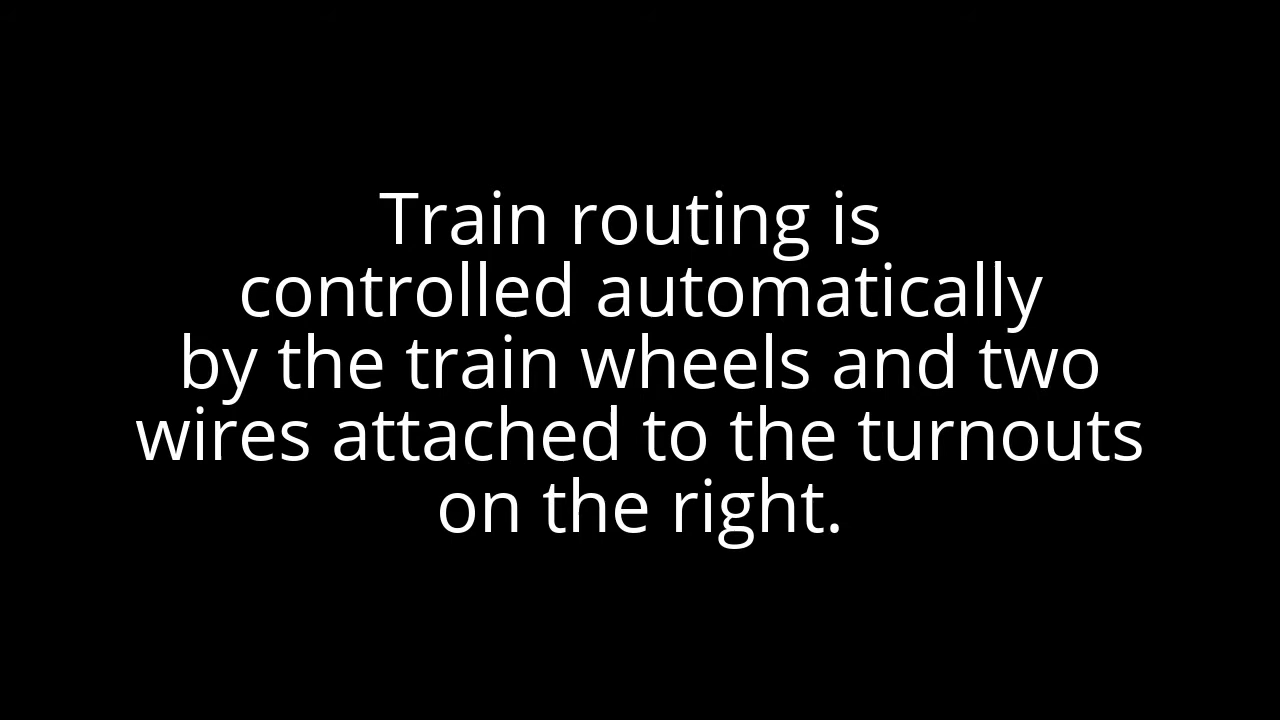 Train routing is
controlled automatically
by the train wheels and two
wires attached to the turnouts
on the right.